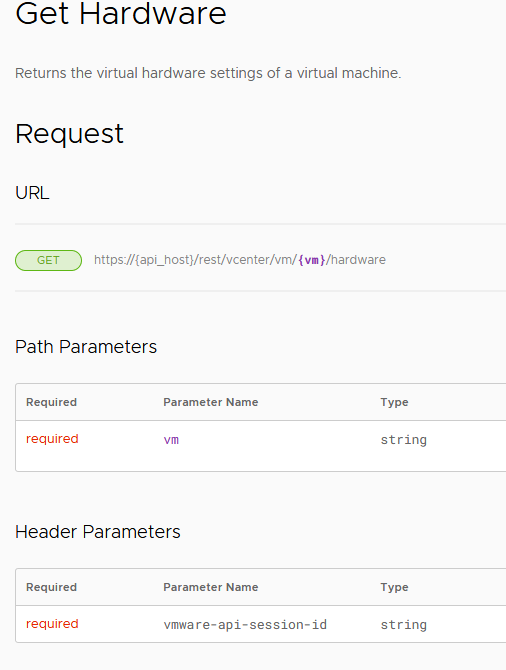 Get Hardware
Returns the virtual hardware settings of a virtual machine.
Request
URL
GET https://{api_host}/rest/vcenter/vm/{vm}/hardware
Path Parameters
Required Parameter Name Type
required vm string
Header Parameters
Required Parameter Name Type
required vmware-api-session-id string